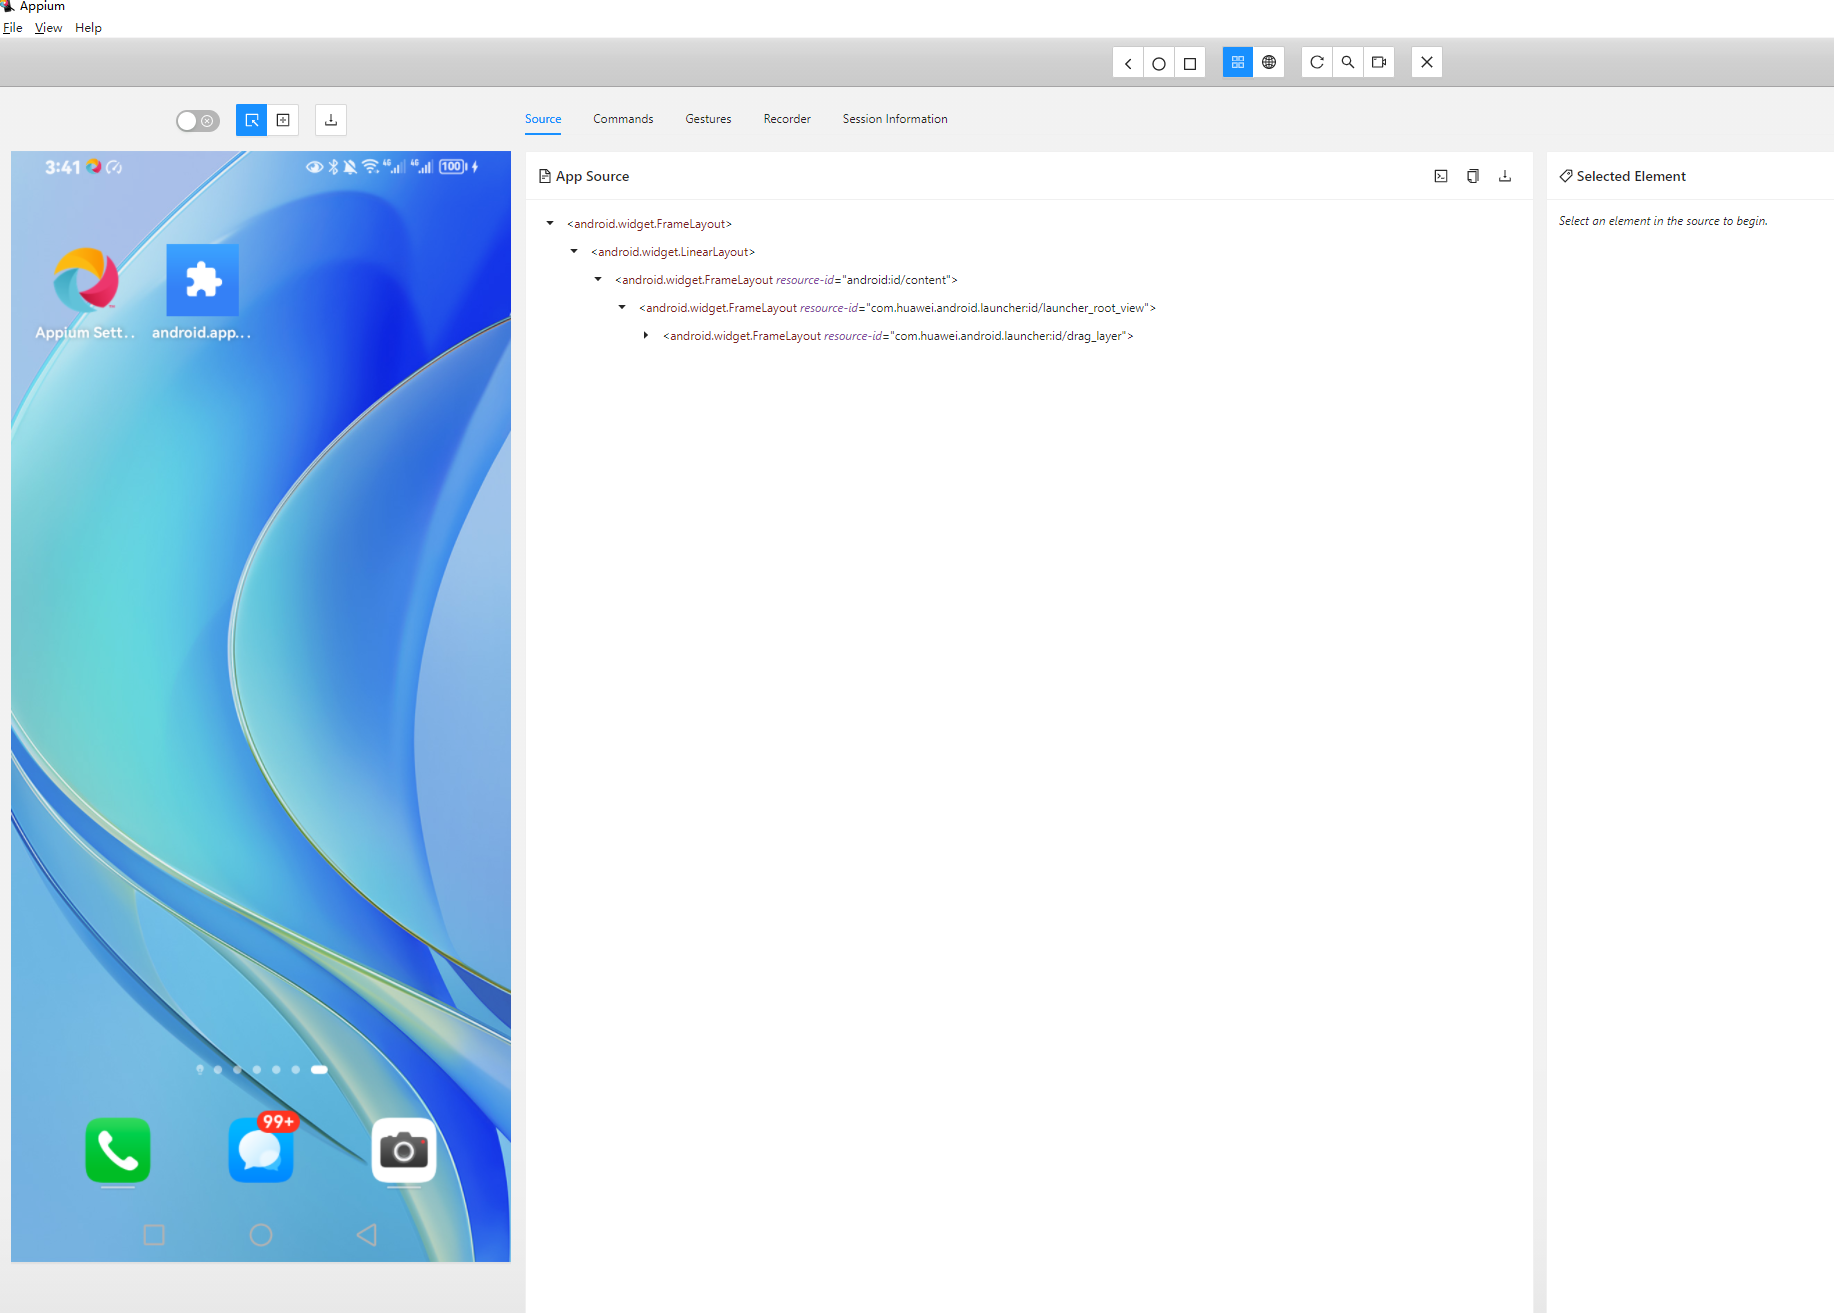 Appium
File View Help
Source Commands Gestures Recorder Session Information
3:41 4G 4G 100
App Source
Selected Element
Select an element in the source to begin.
<android.widget.FrameLayout>
<android.widget.LinearLayout>
<android.widget.FrameLayout resource-id="android:id/content">
<android.widget.FrameLayout resource-id="com.huawei.android.launcher:id/launcher_root_view">
<android.widget.FrameLayout resource-id="com.huawei.android.launcher:id/drag_layer">
Appium Sett... android.app...
99+